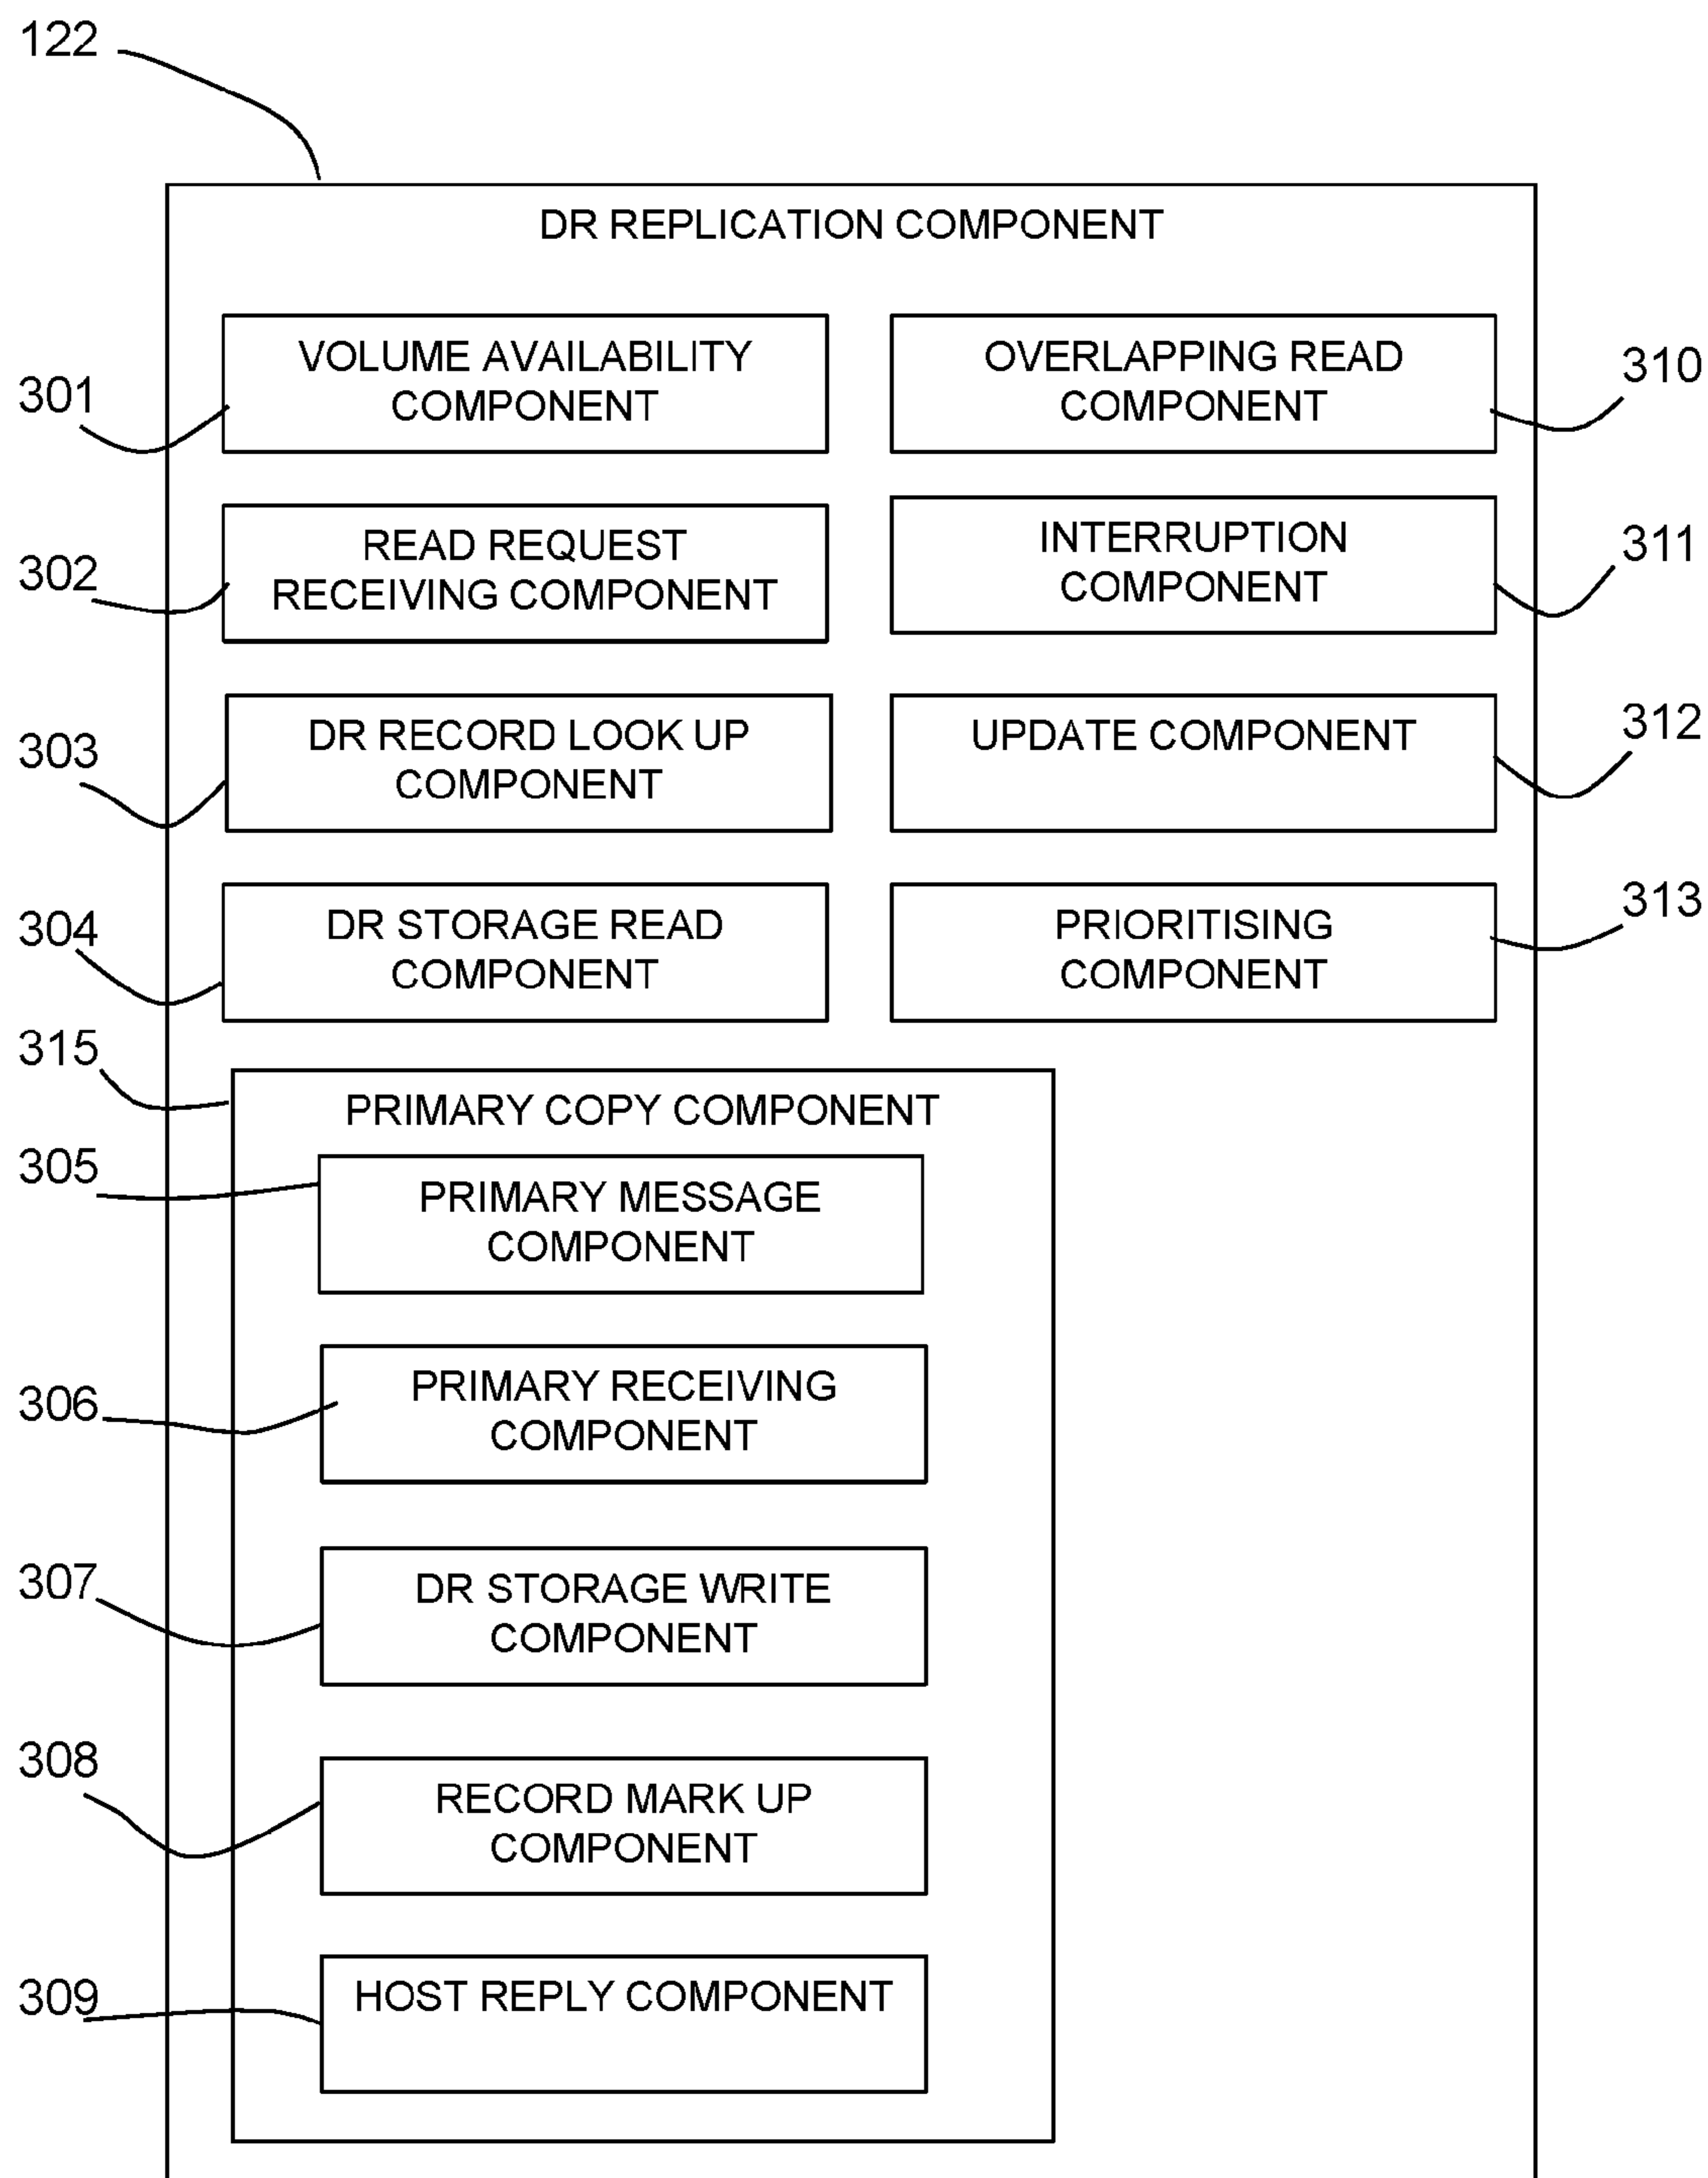 122
DR REPLICATION COMPONENT
301
VOLUME AVAILABILITY
COMPONENT
OVERLAPPING READ
COMPONENT
310
302
READ REQUEST
RECEIVING COMPONENT
INTERRUPTION
COMPONENT
311
303
DR RECORD LOOK UP
COMPONENT
UPDATE COMPONENT
312
304
DR STORAGE READ
COMPONENT
PRIORITISING
COMPONENT
313
315
PRIMARY COPY COMPONENT
305
PRIMARY MESSAGE
COMPONENT
306
PRIMARY RECEIVING
COMPONENT
307
DR STORAGE WRITE
COMPONENT
308
RECORD MARK UP
COMPONENT
309
HOST REPLY COMPONENT